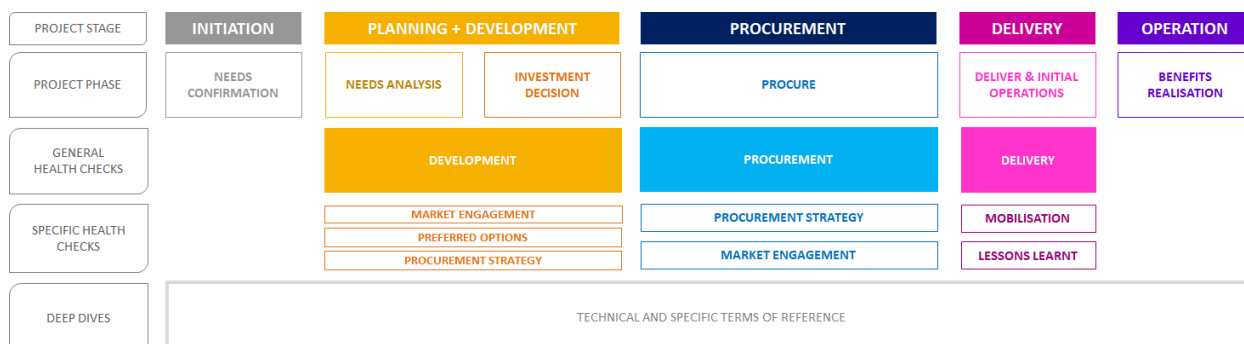 PROJECT STAGE
INITIATION
PLANNING + DEVELOPMENT
PROCUREMENT
DELIVERY
OPERATION
PROJECT PHASE
NEEDS
CONFIRMATION
NEEDS ANALYSIS
INVESTMENT
DECISION
PROCURE
DELIVER & INITIAL
OPERATIONS
BENEFITS
REALISATION
GENERAL
HEALTH CHECKS
DEVELOPMENT
PROCUREMENT
DELIVERY
SPECIFIC HEALTH
CHECKS
MARKET ENGAGEMENT
PREFERRED OPTIONS
PROCUREMENT STRATEGY
PROCUREMENT STRATEGY
MARKET ENGAGEMENT
MOBILISATION
LESSONS LEARNT
DEEP DIVES
TECHNICAL AND SPECIFIC TERMS OF REFERENCE